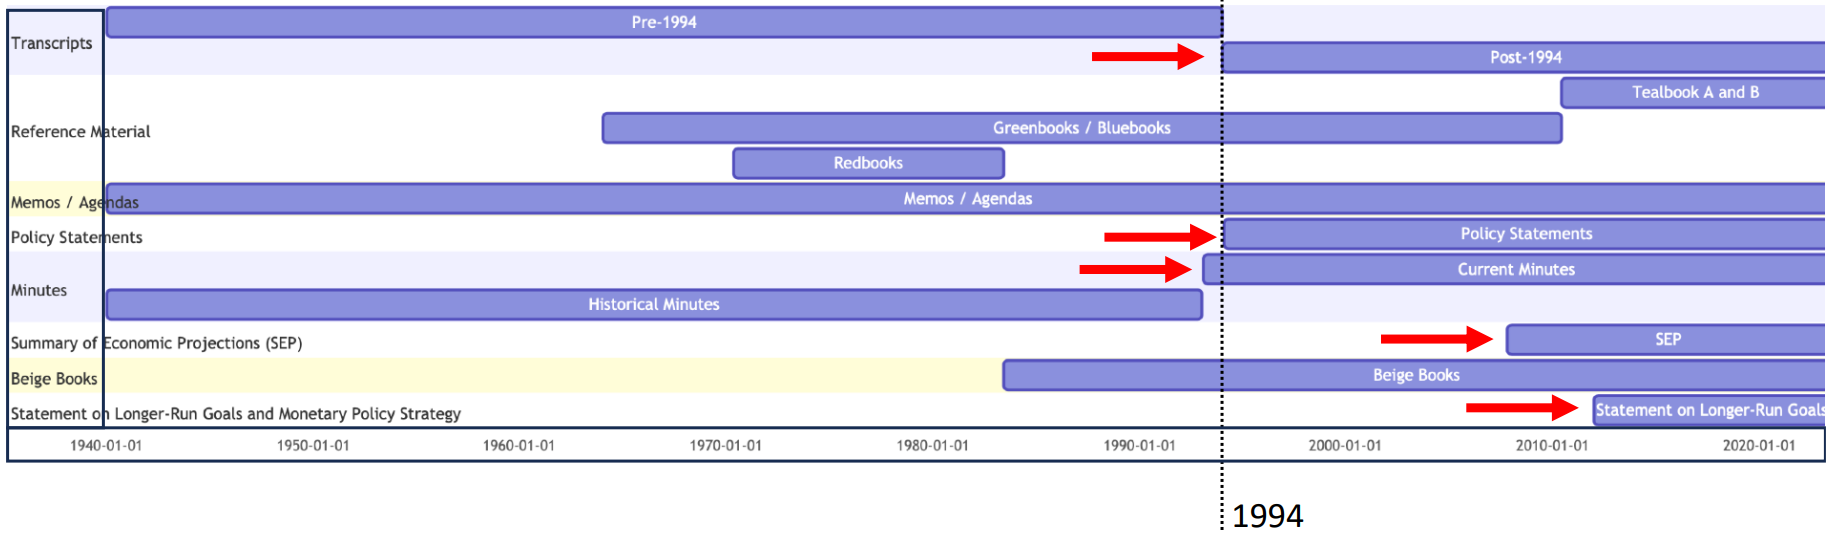 Pre-1994
Transcripts
Post-1994
Tealbook A and B
Reference Material
Greenbooks / Bluebooks
Redbooks
Memos / Agendas
Memos / Agendas
Policy Statements
Policy Statements
Current Minutes
Minutes
Historical Minutes
Summary of Economic Projections (SEP)
SEP
Beige Books
Beige Books
Statement on Longer-Run Goals and Monetary Policy Strategy
Statement on Longer-Run Goals
1940-01-01 1950-01-01 1960-01-01 1970-01-01 1980-01-01 1990-01-01 2000-01-01 2010-01-01 2020-01-01
1994